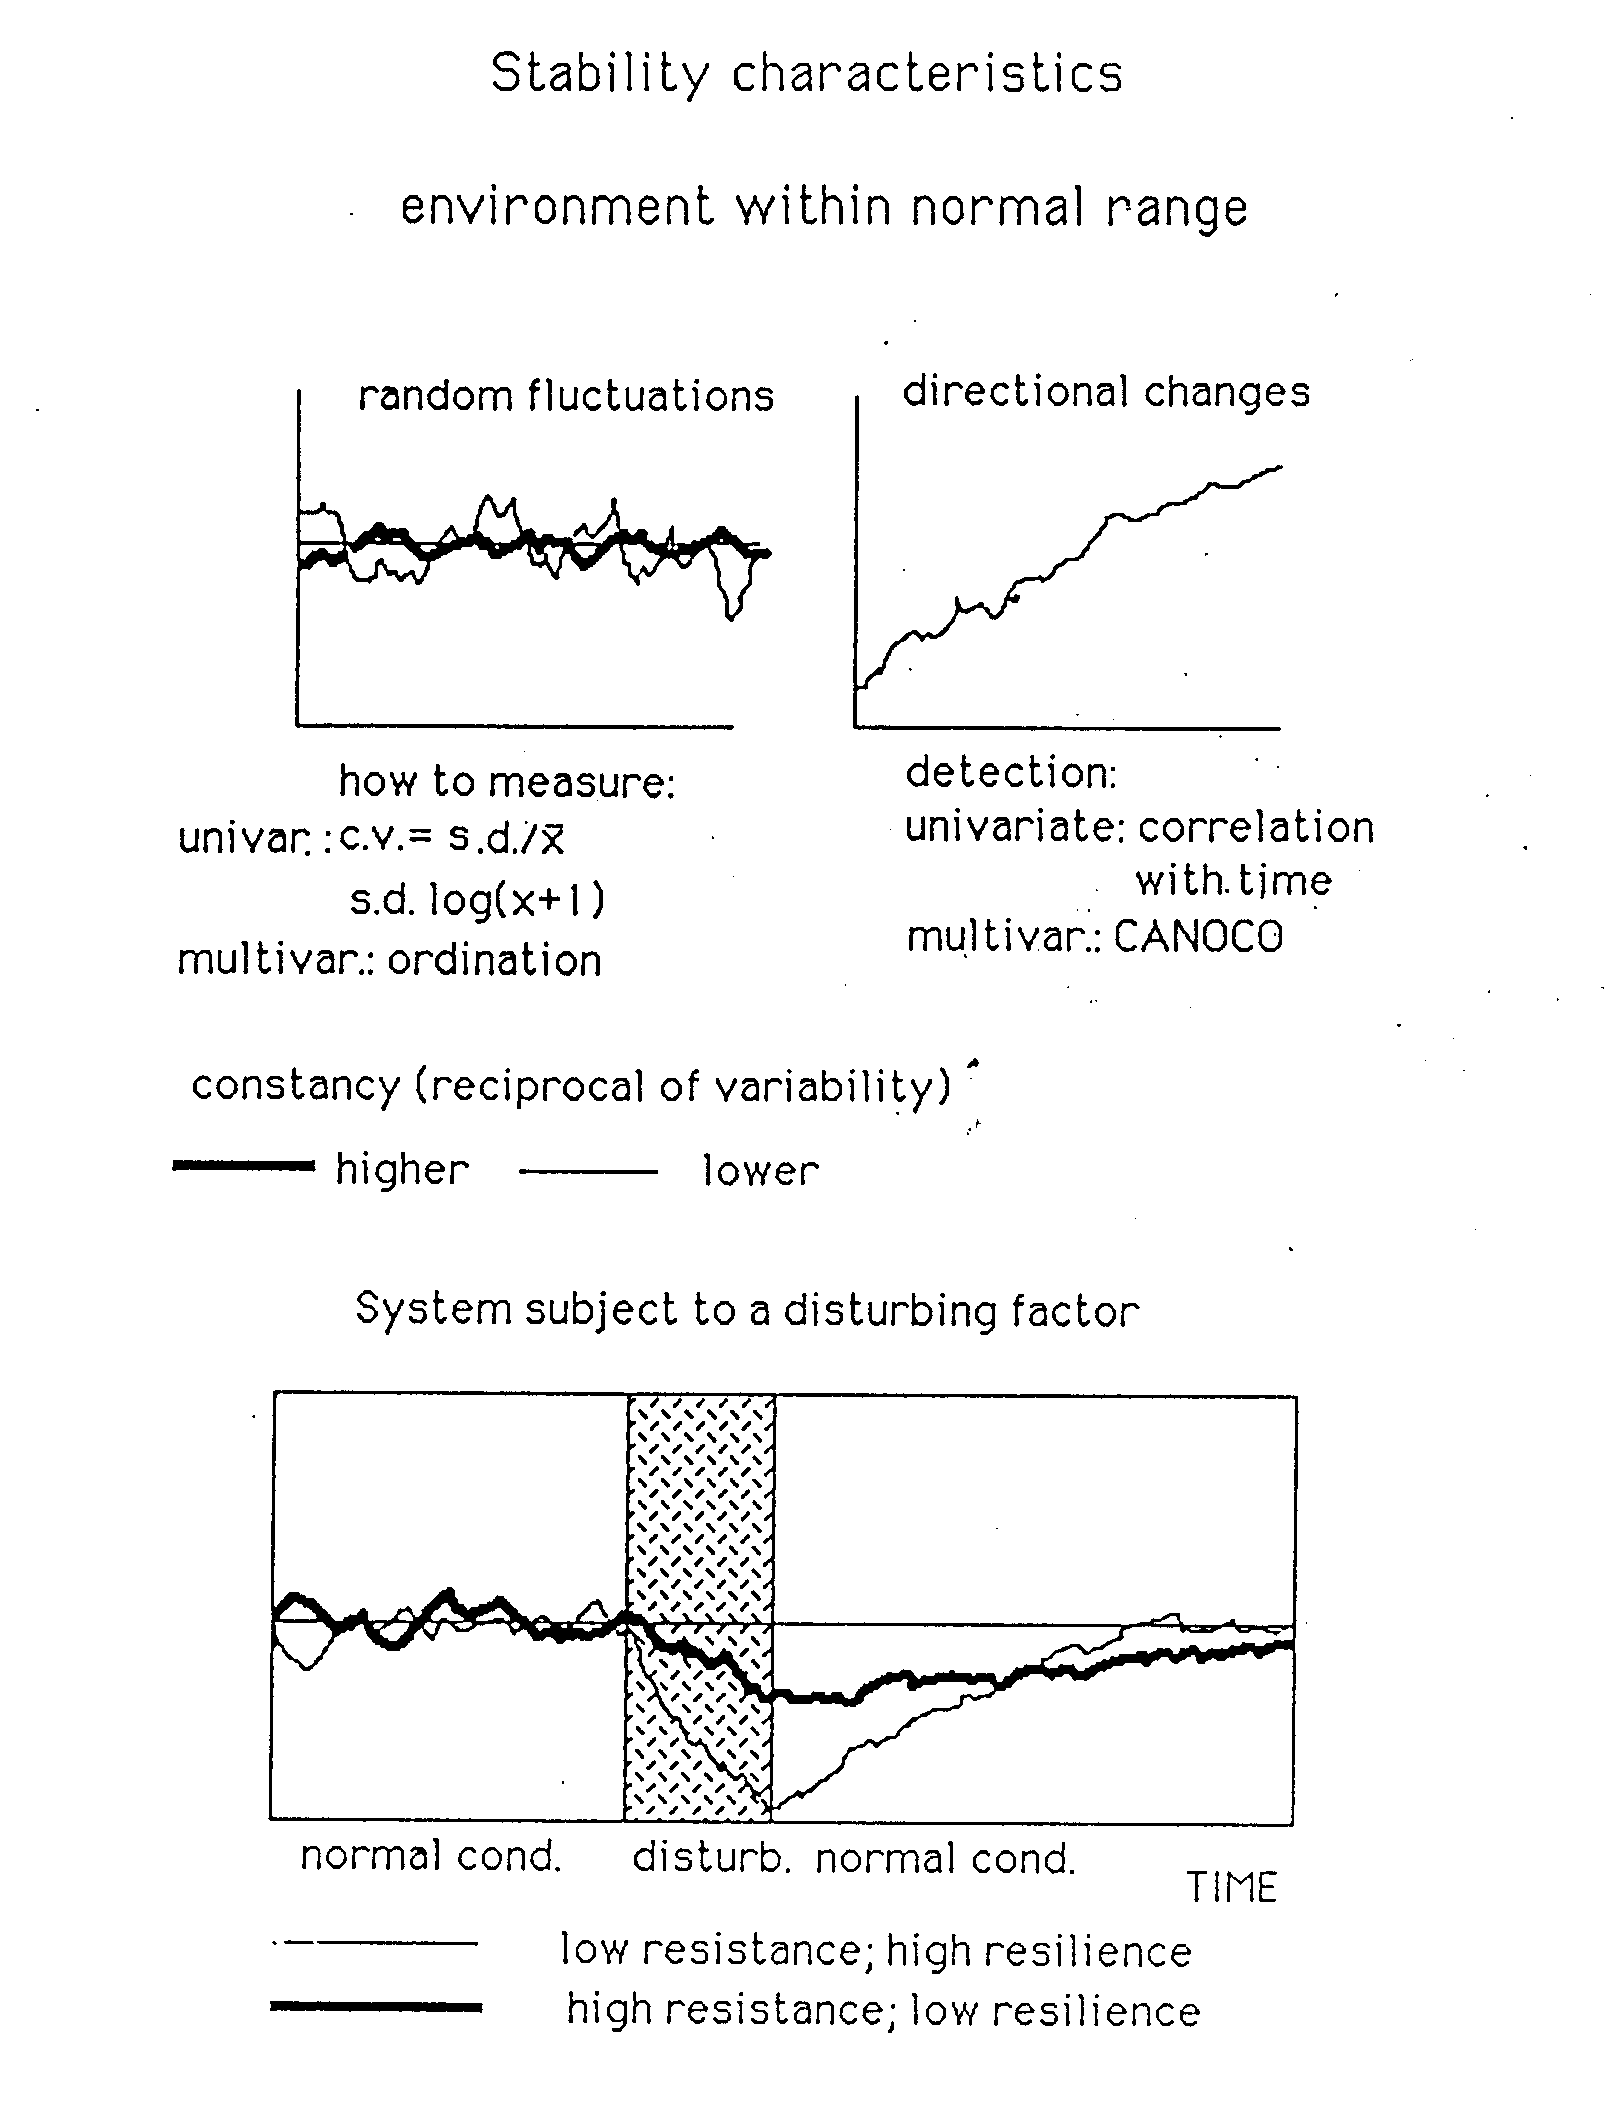 Stability characteristics
environment within normal range
random fluctuations
directional changes
how to measure:
univar.: c.v.= s.d./x̄
s.d. log(x+1)
multivar.: ordination
detection:
univariate: correlation
with time
multivar.: CANOCO
constancy (reciprocal of variability)
higher lower
System subject to a disturbing factor
normal cond. disturb. normal cond.
TIME
low resistance; high resilience
high resistance; low resilience